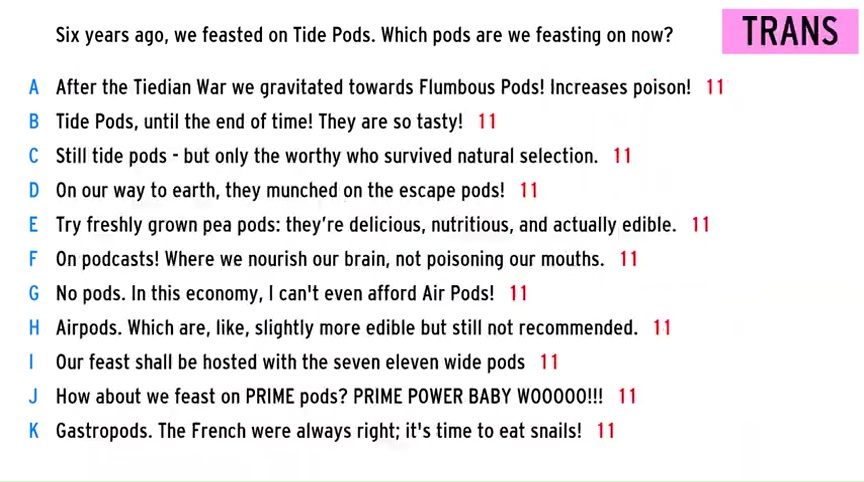 Six years ago, we feasted on Tide Pods. Which pods are we feasting on now?
TRANS
A After the Tiedian War we gravitated towards Flumbous Pods! Increases poison! 11
B Tide Pods, until the end of time! They are so tasty! 11
C Still tide pods - but only the worthy who survived natural selection. 11
D On our way to earth, they munched on the escape pods! 11
E Try freshly grown pea pods: they're delicious, nutritious, and actually edible. 11
F On podcasts! Where we nourish our brain, not poisoning our mouths. 11
G No pods. In this economy, I can't even afford Air Pods! 11
H Airpods. Which are, like, slightly more edible but still not recommended. 11
I Our feast shall be hosted with the seven eleven wide pods 11
J How about we feast on PRIME pods? PRIME POWER BABY WOOOOO!!! 11
K Gastropods. The French were always right; it's time to eat snails! 11